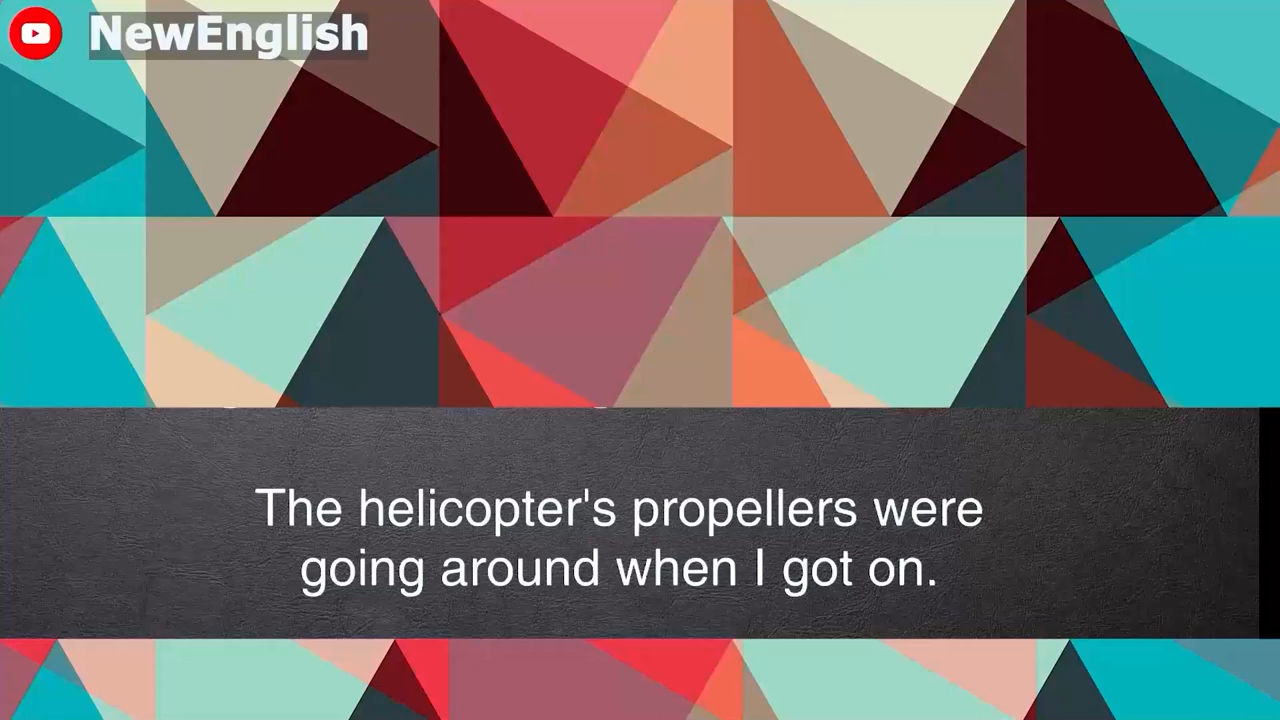 NewEnglish
The helicopter's propellers were
going around when I got on.